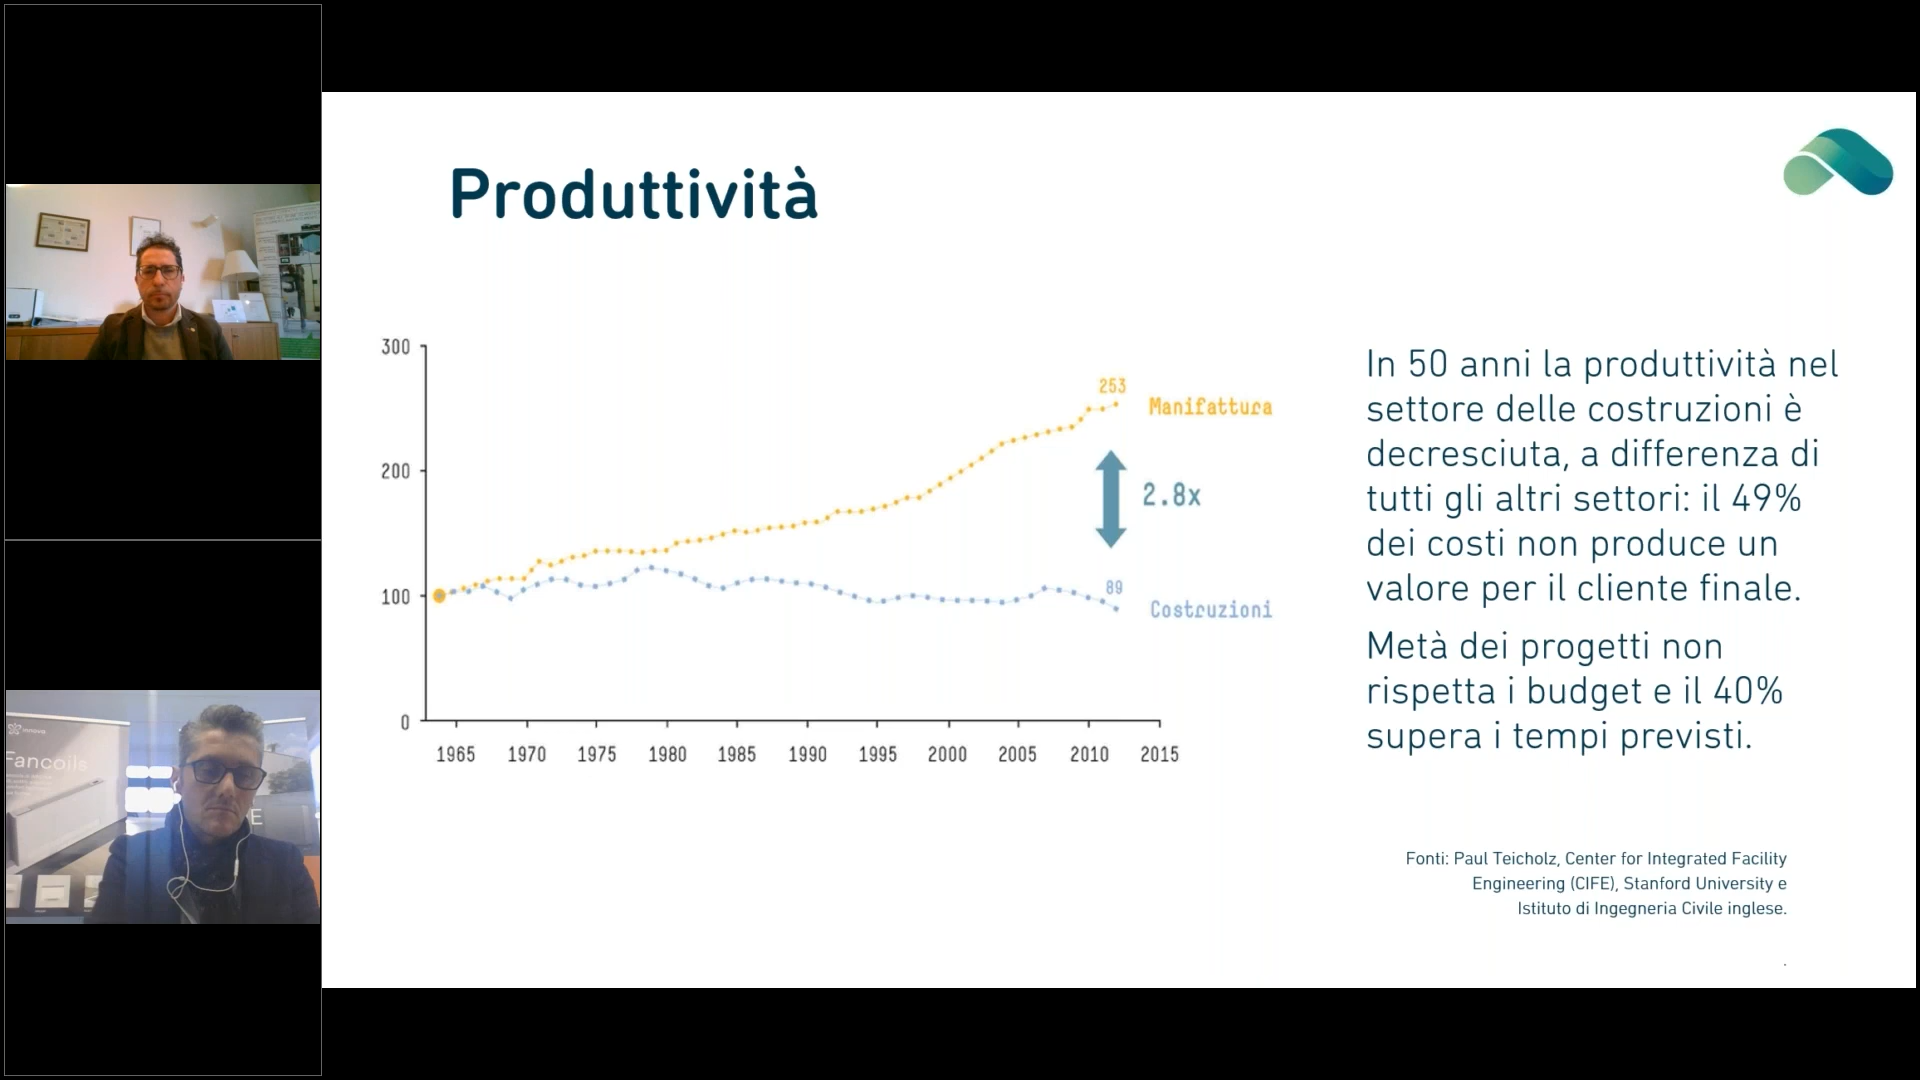 Produttività
300
200
100
0
253
Manifattura
2.8x
89
Costruzioni
1965 1970 1975 1980 1985 1990 1995 2000 2005 2010 2015
In 50 anni la produttività nel
settore delle costruzioni è
decresciuta, a differenza di
tutti gli altri settori: il 49%
dei costi non produce un
valore per il cliente finale.
Metà dei progetti non
rispetta i budget e il 40%
supera i tempi previsti.
Fonti: Paul Teicholz, Center for Integrated Facility
Engineering (CIFE), Stanford University e
Istituto di Ingegneria Civile inglese.
.
innova
Fancoils
E